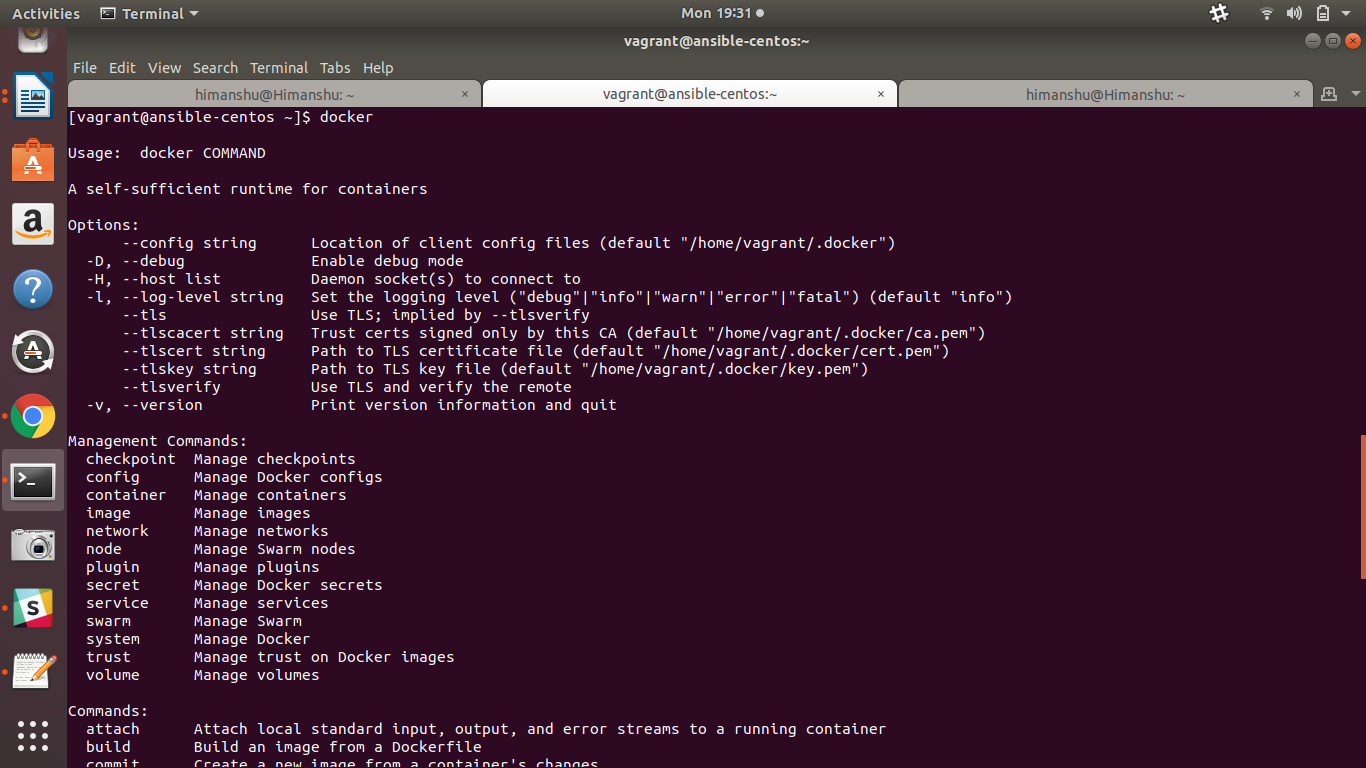 Activities Terminal Mon 19:31
vagrant@ansible-centos:~
File Edit View Search Terminal Tabs Help
himanshu@Himanshu: ~ × vagrant@ansible-centos:~ × himanshu@Himanshu: ~ ×
[vagrant@ansible-centos ~]$ docker
Usage:  docker COMMAND
A self-sufficient runtime for containers
Options:
      --config string      Location of client config files (default "/home/vagrant/.docker")
  -D, --debug              Enable debug mode
  -H, --host list          Daemon socket(s) to connect to
  -l, --log-level string   Set the logging level ("debug"|"info"|"warn"|"error"|"fatal") (default "info")
      --tls                Use TLS; implied by --tlsverify
      --tlscacert string   Trust certs signed only by this CA (default "/home/vagrant/.docker/ca.pem")
      --tlscert string     Path to TLS certificate file (default "/home/vagrant/.docker/cert.pem")
      --tlskey string      Path to TLS key file (default "/home/vagrant/.docker/key.pem")
      --tlsverify          Use TLS and verify the remote
  -v, --version            Print version information and quit
Management Commands:
  checkpoint  Manage checkpoints
  config      Manage Docker configs
  container   Manage containers
  image       Manage images
  network     Manage networks
  node        Manage Swarm nodes
  plugin      Manage plugins
  secret      Manage Docker secrets
  service     Manage services
  swarm       Manage Swarm
  system      Manage Docker
  trust       Manage trust on Docker images
  volume      Manage volumes
Commands:
  attach      Attach local standard input, output, and error streams to a running container
  build       Build an image from a Dockerfile
  commit      Create a new image from a container's changes